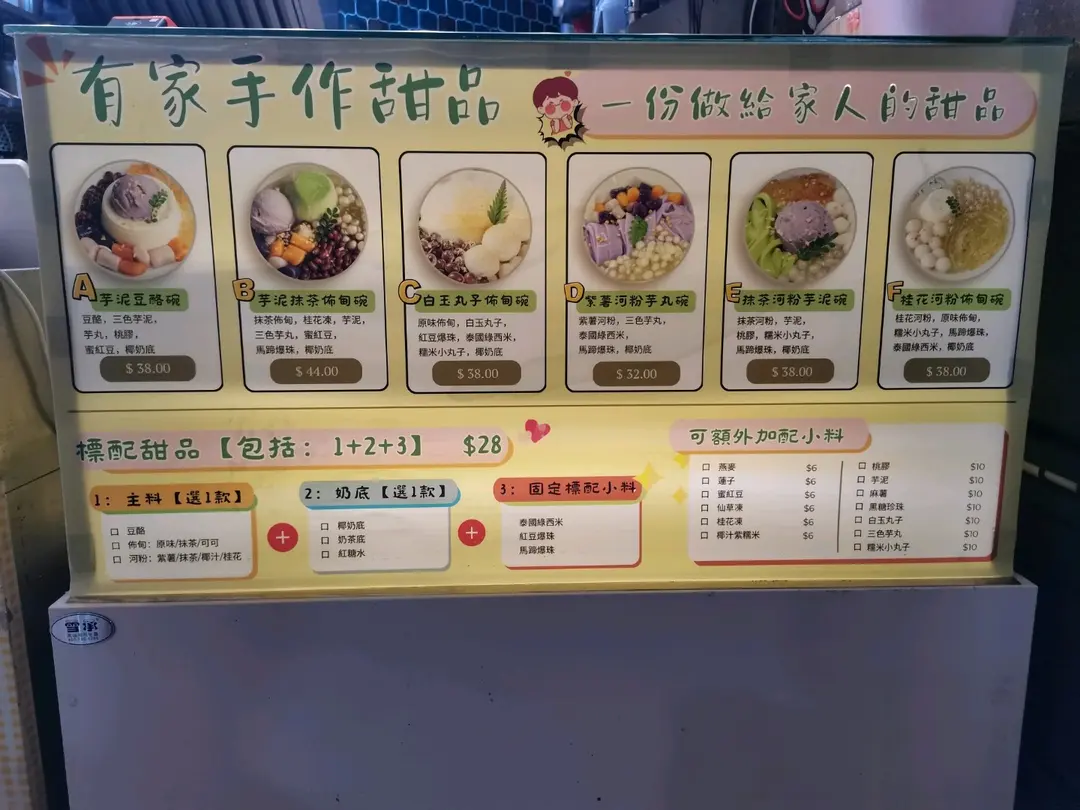 有家手作甜品
一份做給家人的甜品
A 芋泥豆酪碗
豆酪，三色芋泥，
芋丸，桃膠，
蜜紅豆，椰奶底
$ 38.00
B 芋泥抹茶佈甸碗
抹茶佈甸，桂花凍，芋泥，
三色芋丸，蜜紅豆，
馬蹄爆珠，椰奶底
$ 44.00
C 白玉丸子佈甸碗
原味佈甸，白玉丸子，
紅豆爆珠，泰國綠西米，
糯米小丸子，椰奶底
$ 38.00
D 紫薯河粉芋丸碗
紫薯河粉，三色芋丸，
泰國綠西米，
馬蹄爆珠，椰奶底
$ 32.00
E 抹茶河粉芋泥碗
抹茶河粉，芋泥，
桃膠，糯米小丸子，
馬蹄爆珠，椰奶底
$ 38.00
F 桂花河粉佈甸碗
桂花河粉，原味佈甸，
糯米小丸子，馬蹄爆珠，
泰國綠西米，椰奶底
$ 38.00
標配甜品【包括：1+2+3】 $28
1：主料【選1款】
豆酪
佈甸：原味/抹茶/可可
河粉：紫薯/抹茶/椰汁/桂花
+
2：奶底【選1款】
椰奶底
奶茶底
紅糖水
+
3：固定標配小料
泰國綠西米
紅豆爆珠
馬蹄爆珠
可額外加配小料
燕麥 $6
蓮子 $6
蜜紅豆 $6
仙草凍 $6
桂花凍 $6
椰汁紫糯米 $6
桃膠 $10
芋泥 $10
麻薯 $10
黑糖珍珠 $10
白玉丸子 $10
三色芋丸 $10
糯米小丸子 $10